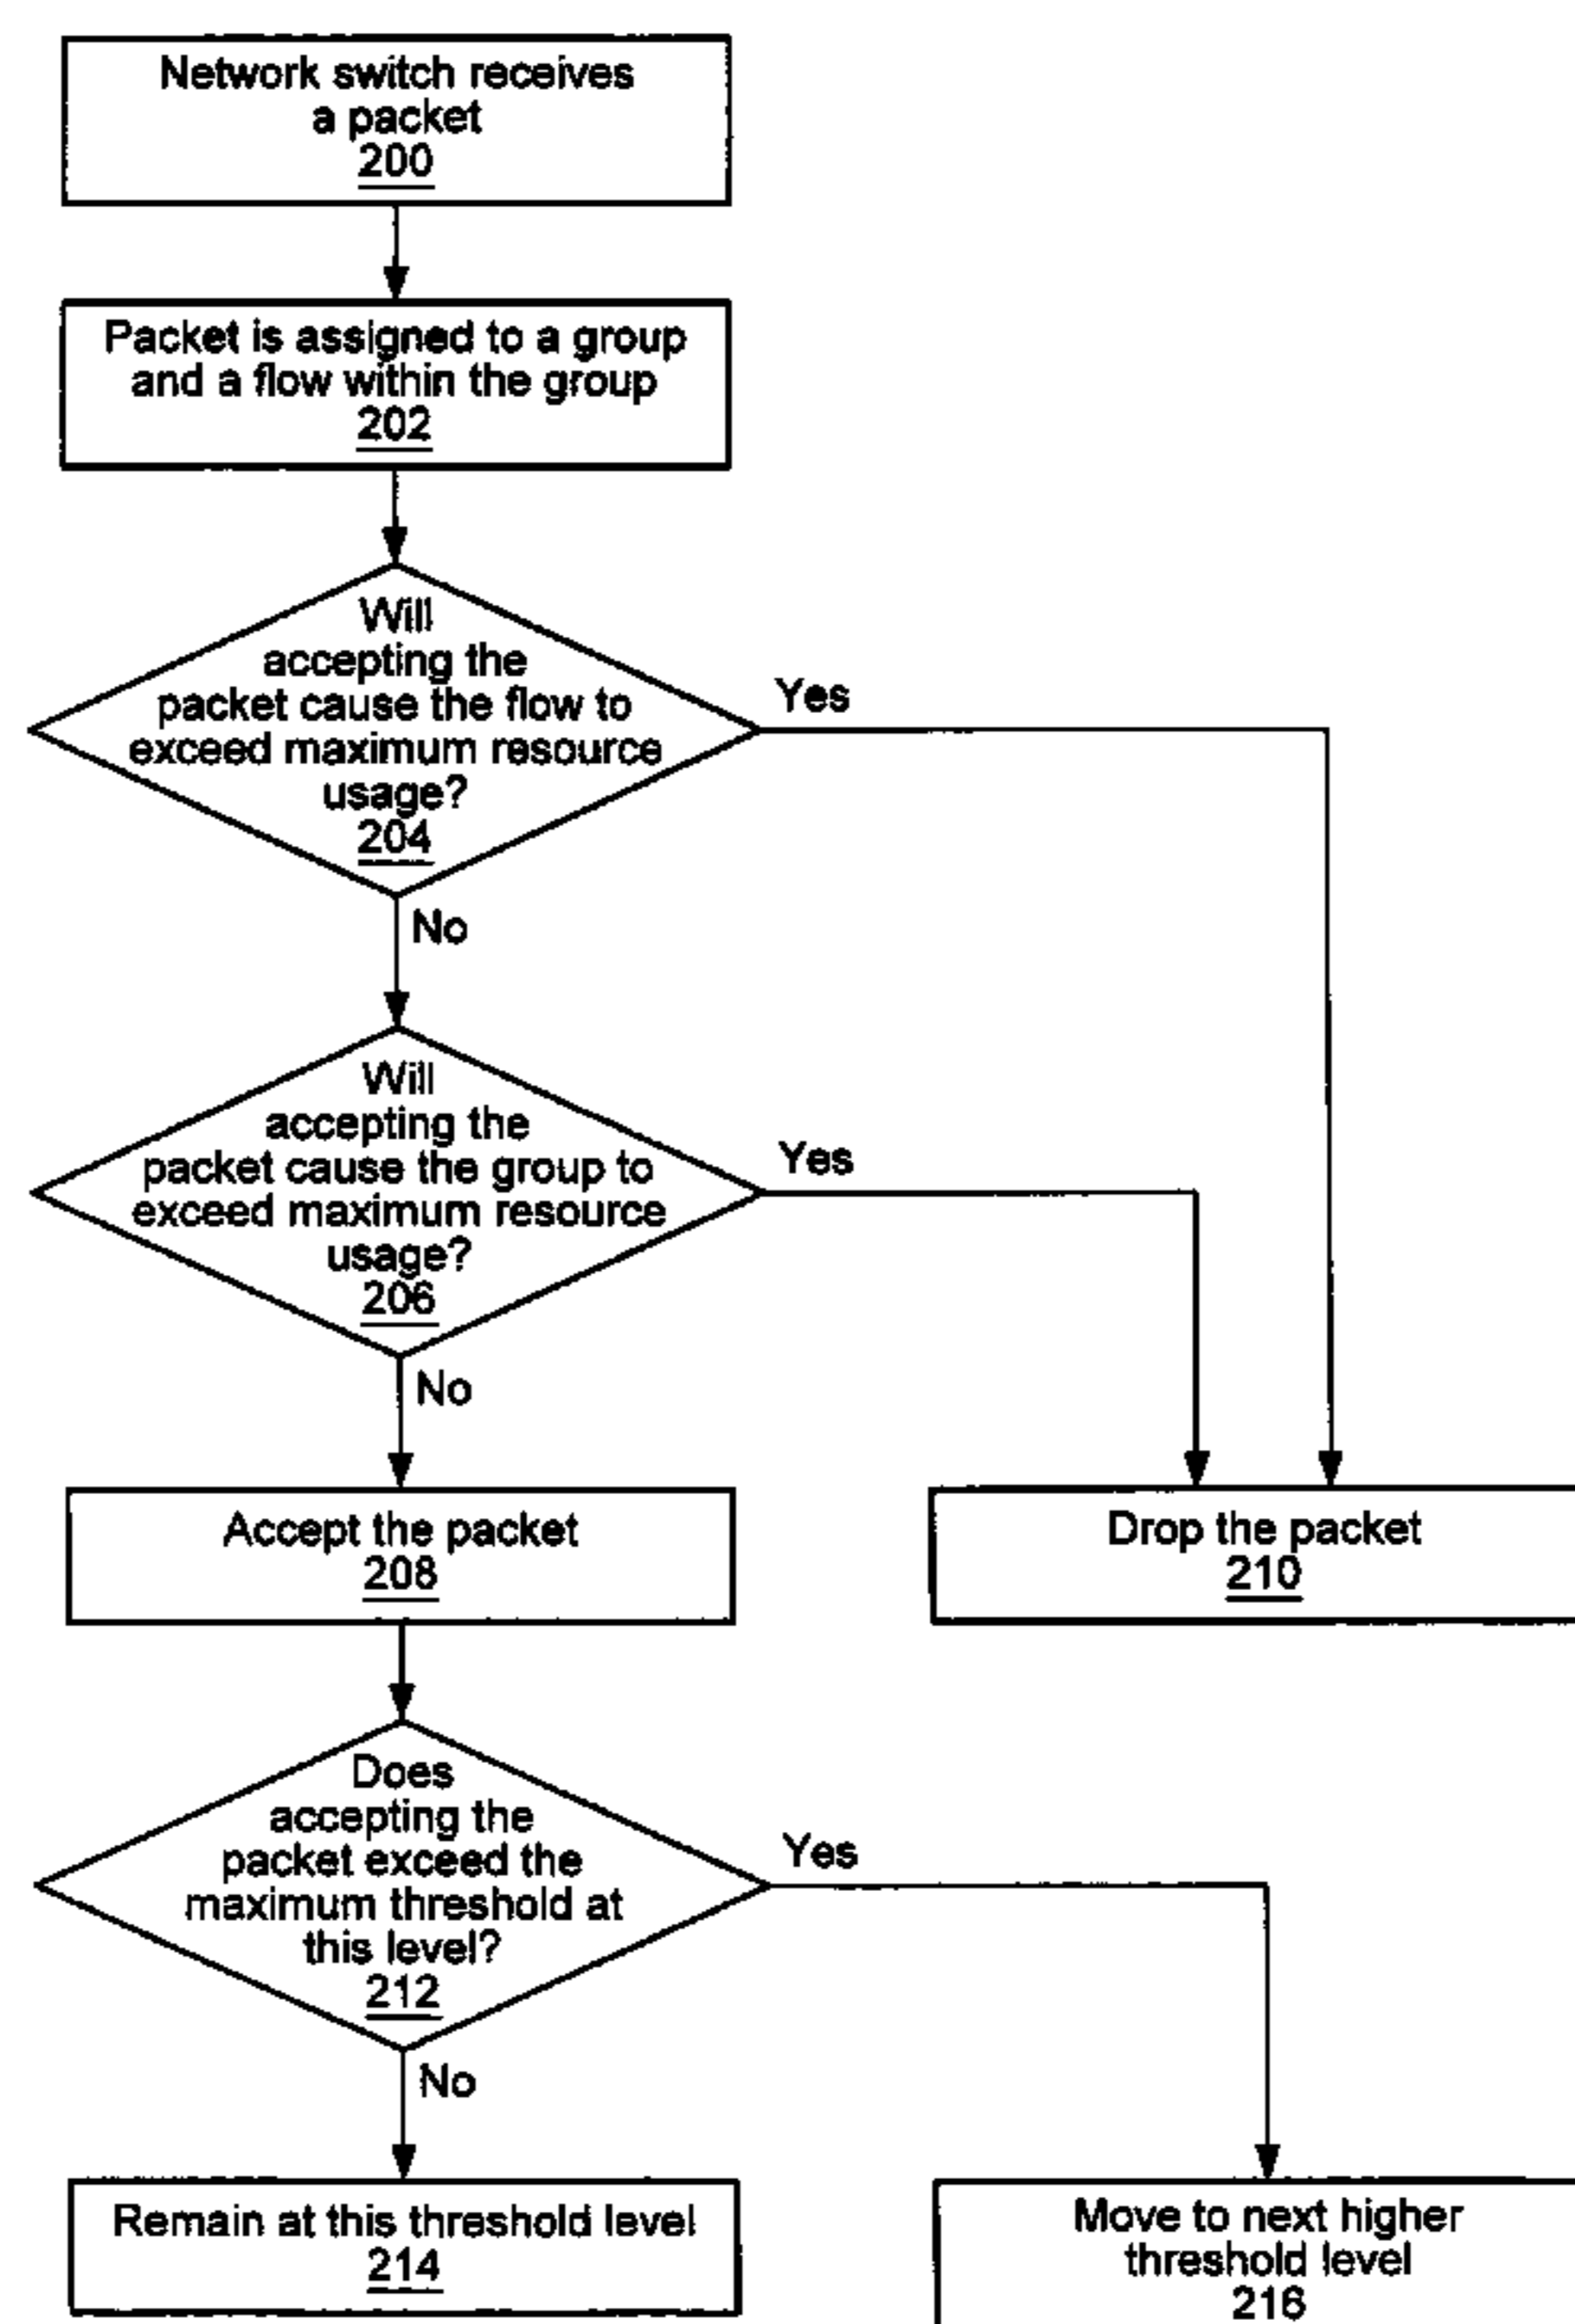 Network switch receives
a packet
200
Packet is assigned to a group
and a flow within the group
202
Will
accepting the
packet cause the flow to
exceed maximum resource
usage?
204
Yes
No
Will
accepting the
packet cause the group to
exceed maximum resource
usage?
206
Yes
No
Accept the packet
208
Drop the packet
210
Does
accepting the
packet exceed the
maximum threshold at
this level?
212
Yes
No
Remain at this threshold level
214
Move to next higher
threshold level
216